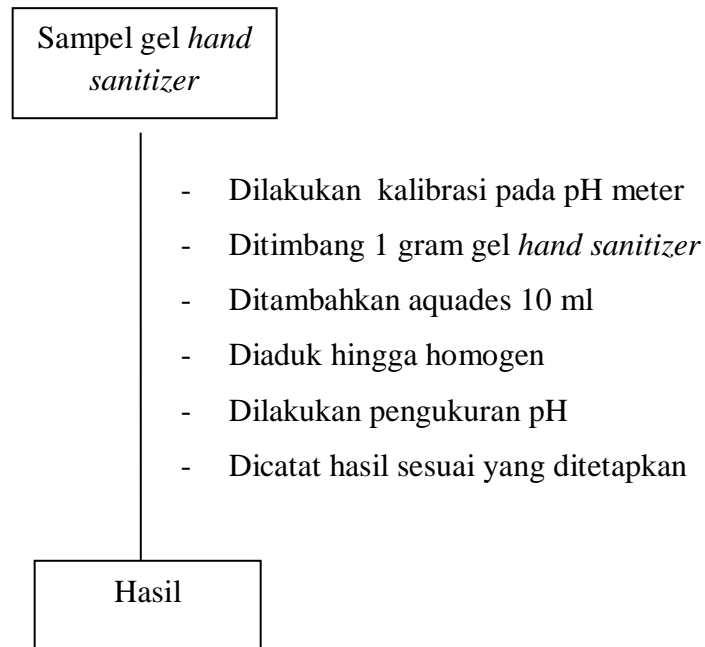 Sampel gel hand
sanitizer
- Dilakukan kalibrasi pada pH meter
- Ditimbang 1 gram gel hand sanitizer
- Ditambahkan aquades 10 ml
- Diaduk hingga homogen
- Dilakukan pengukuran pH
- Dicatat hasil sesuai yang ditetapkan
Hasil